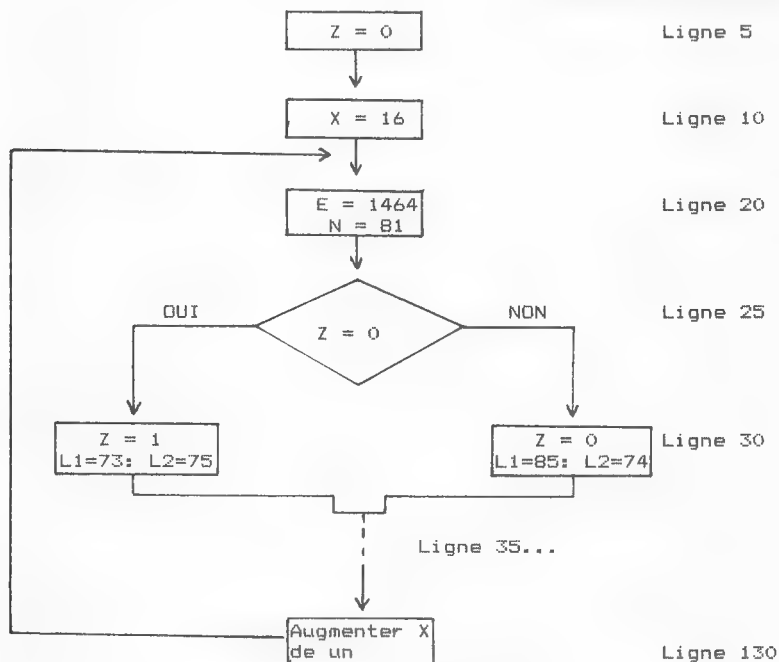 Z = 0
Ligne 5
X = 16
Ligne 10
E = 1464
N = 81
Ligne 20
OUI
NON
Ligne 25
Z = 0
Z = 1
L1=73: L2=75
Z = 0
L1=85: L2=74
Ligne 30
Ligne 35...
Augmenter X
de un
Ligne 130